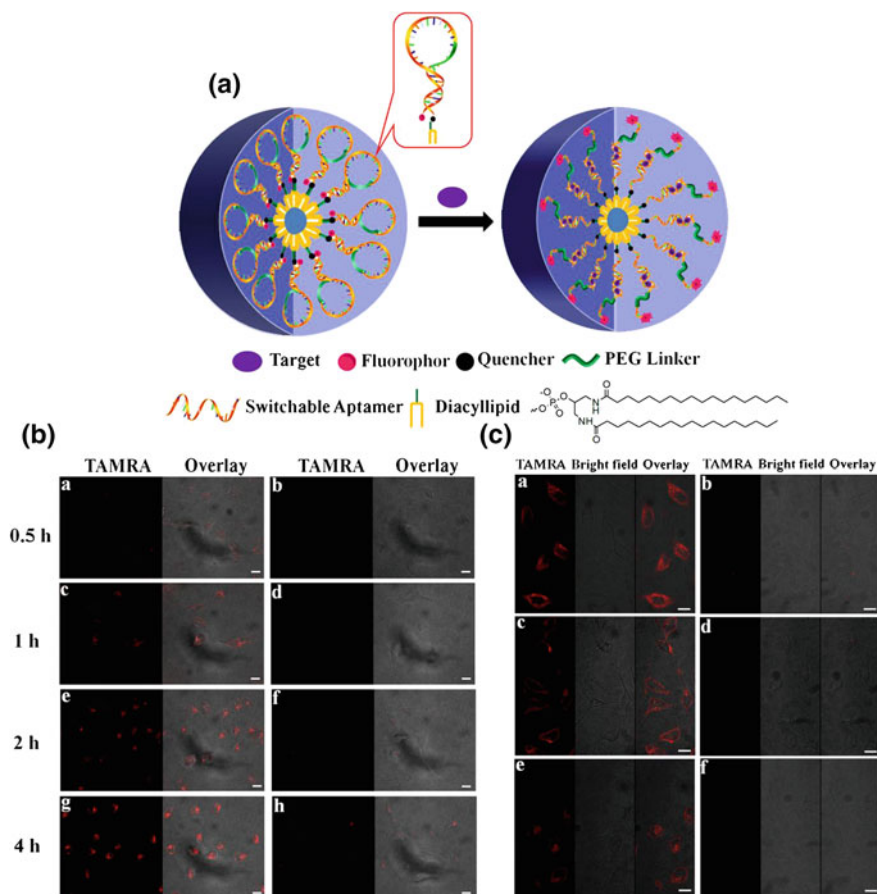 (a)
Target Fluorophor Quencher PEG Linker
Switchable Aptamer Diacyllipid
(b)
TAMRA Overlay TAMRA Overlay
0.5 h a b
1 h c d
2 h e f
4 h g h
(c)
TAMRA Bright field Overlay TAMRA Bright field Overlay
a b
c d
e f